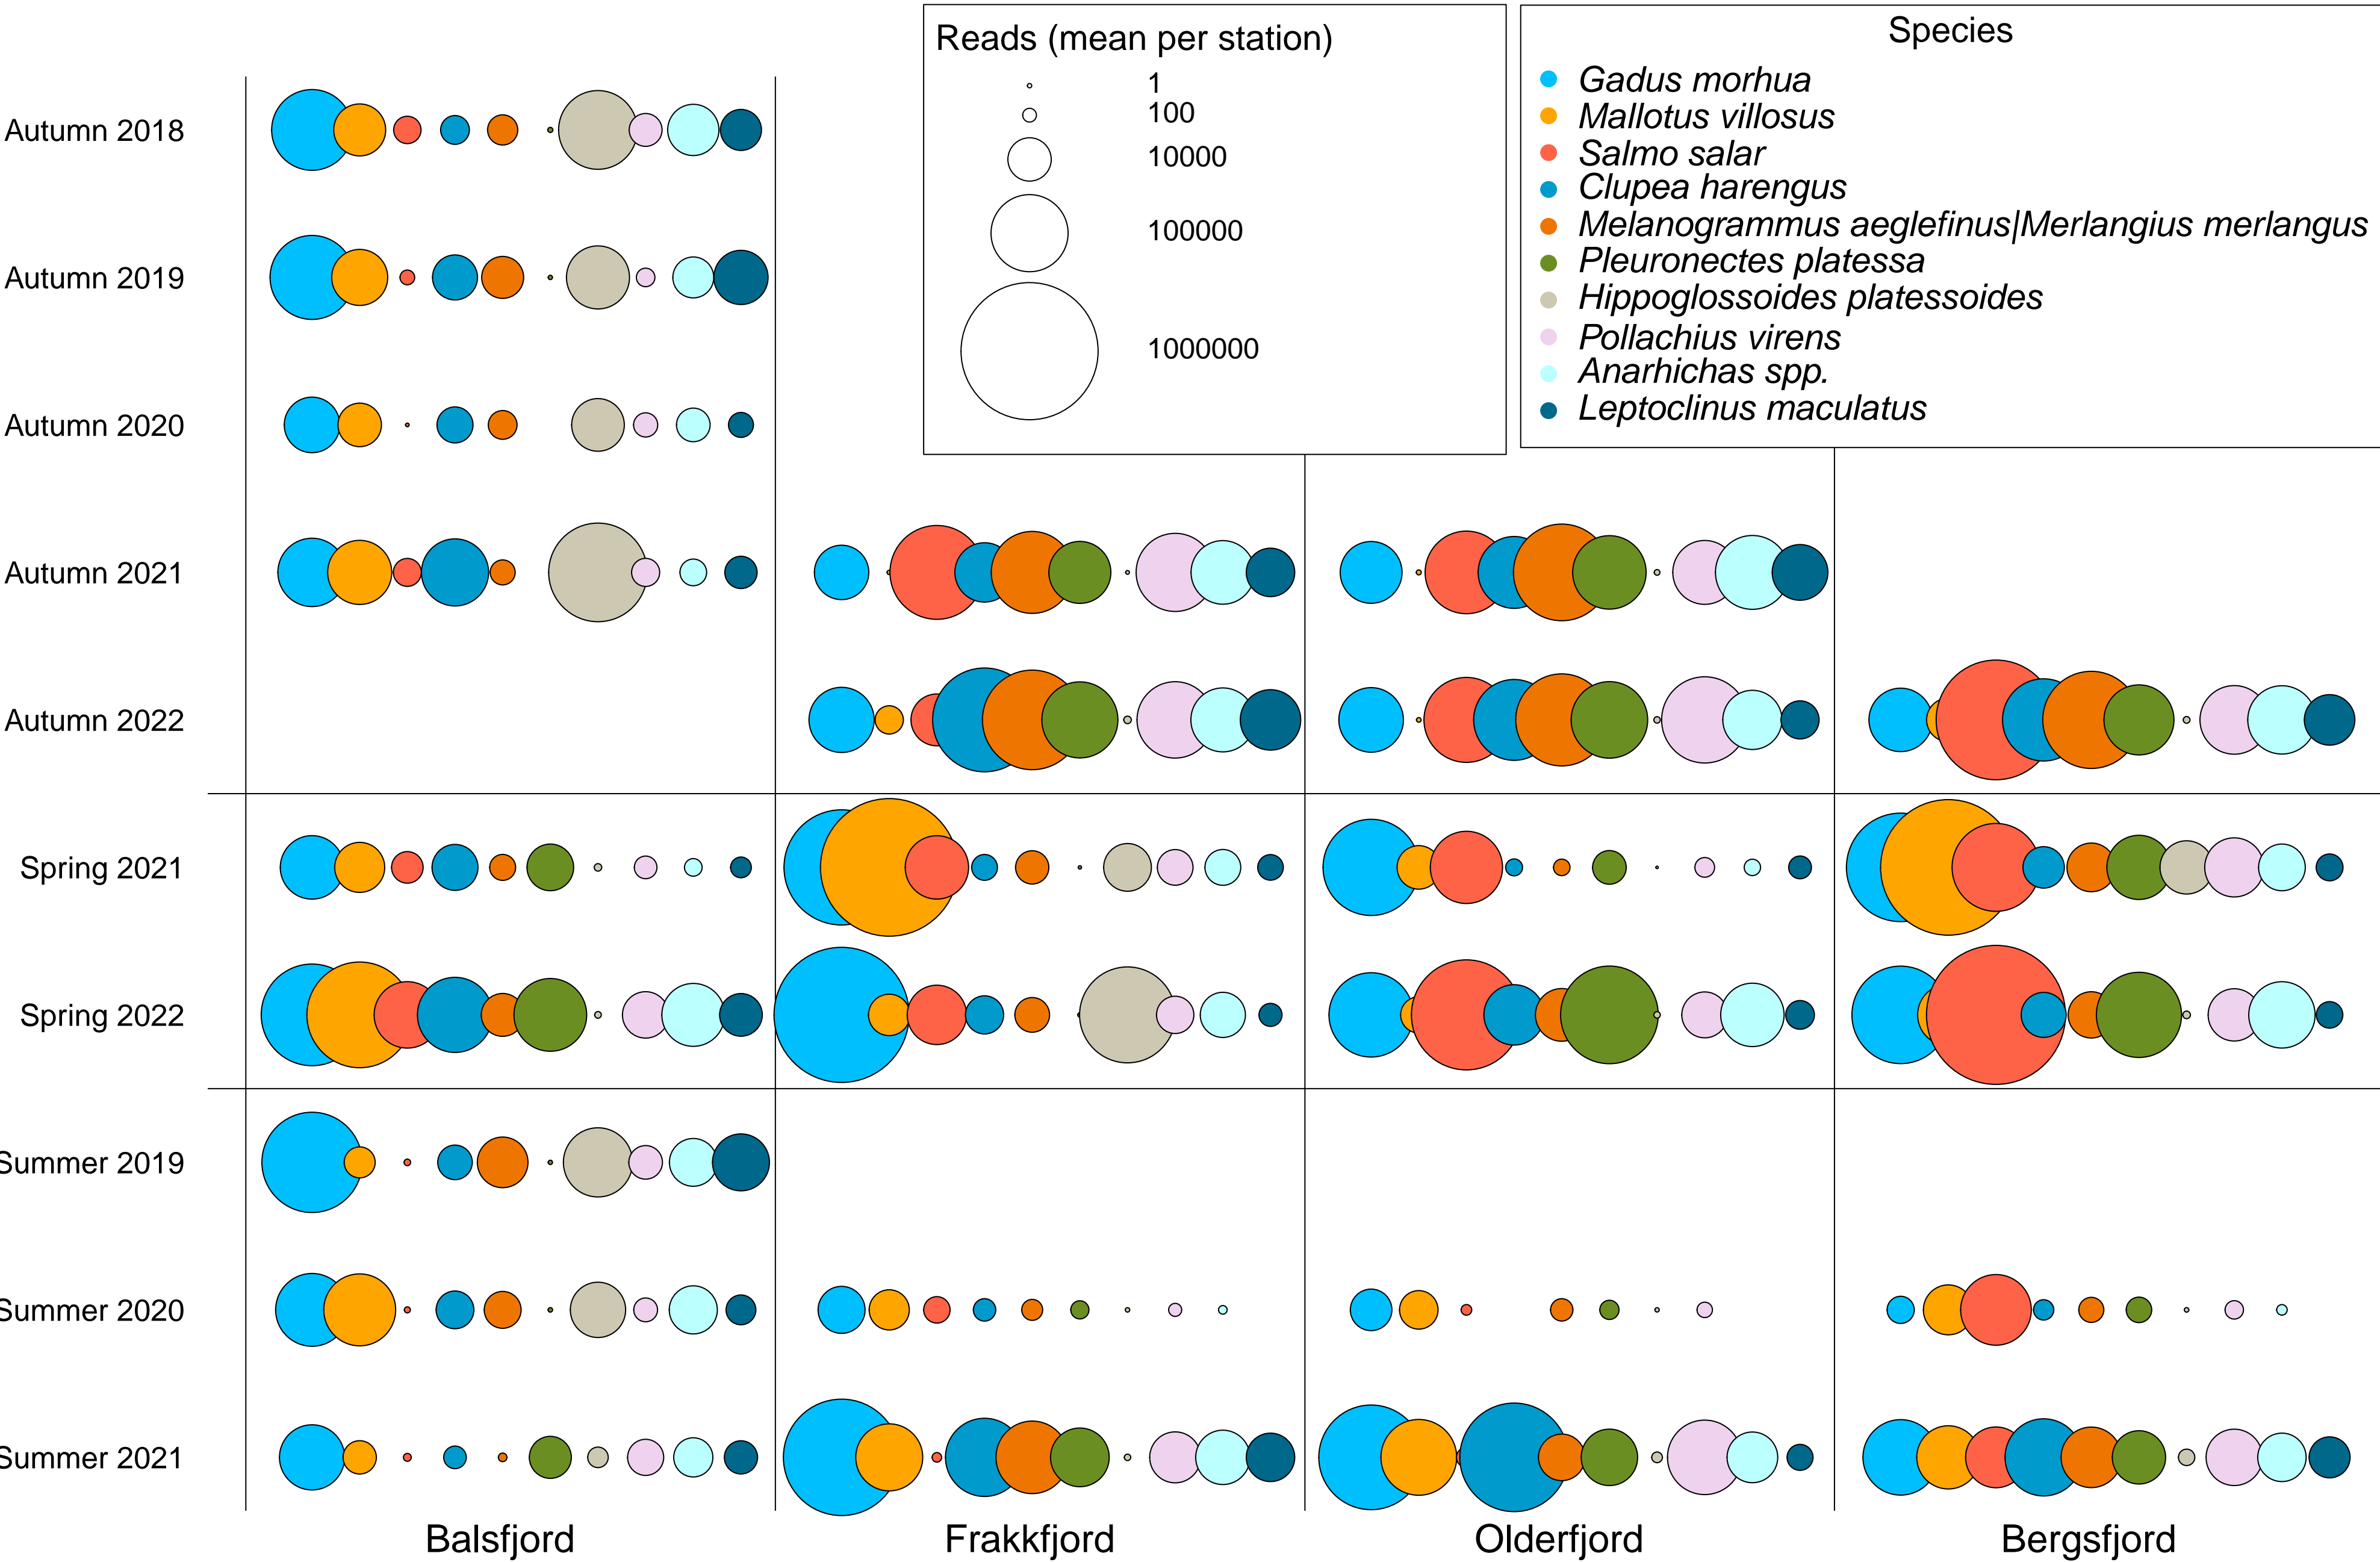 Reads (mean per station)
1
100
10000
100000
1000000
Species
Gadus morhua
Mallotus villosus
Salmo salar
Clupea harengus
Melanogrammus aeglefinus|Merlangius merlangus
Pleuronectes platessa
Hippoglossoides platessoides
Pollachius virens
Anarhichas spp.
Leptoclinus maculatus
Autumn 2018
Autumn 2019
Autumn 2020
Autumn 2021
Autumn 2022
Spring 2021
Spring 2022
Summer 2019
Summer 2020
Summer 2021
Balsfjord
Frakkfjord
Olderfjord
Bergsfjord